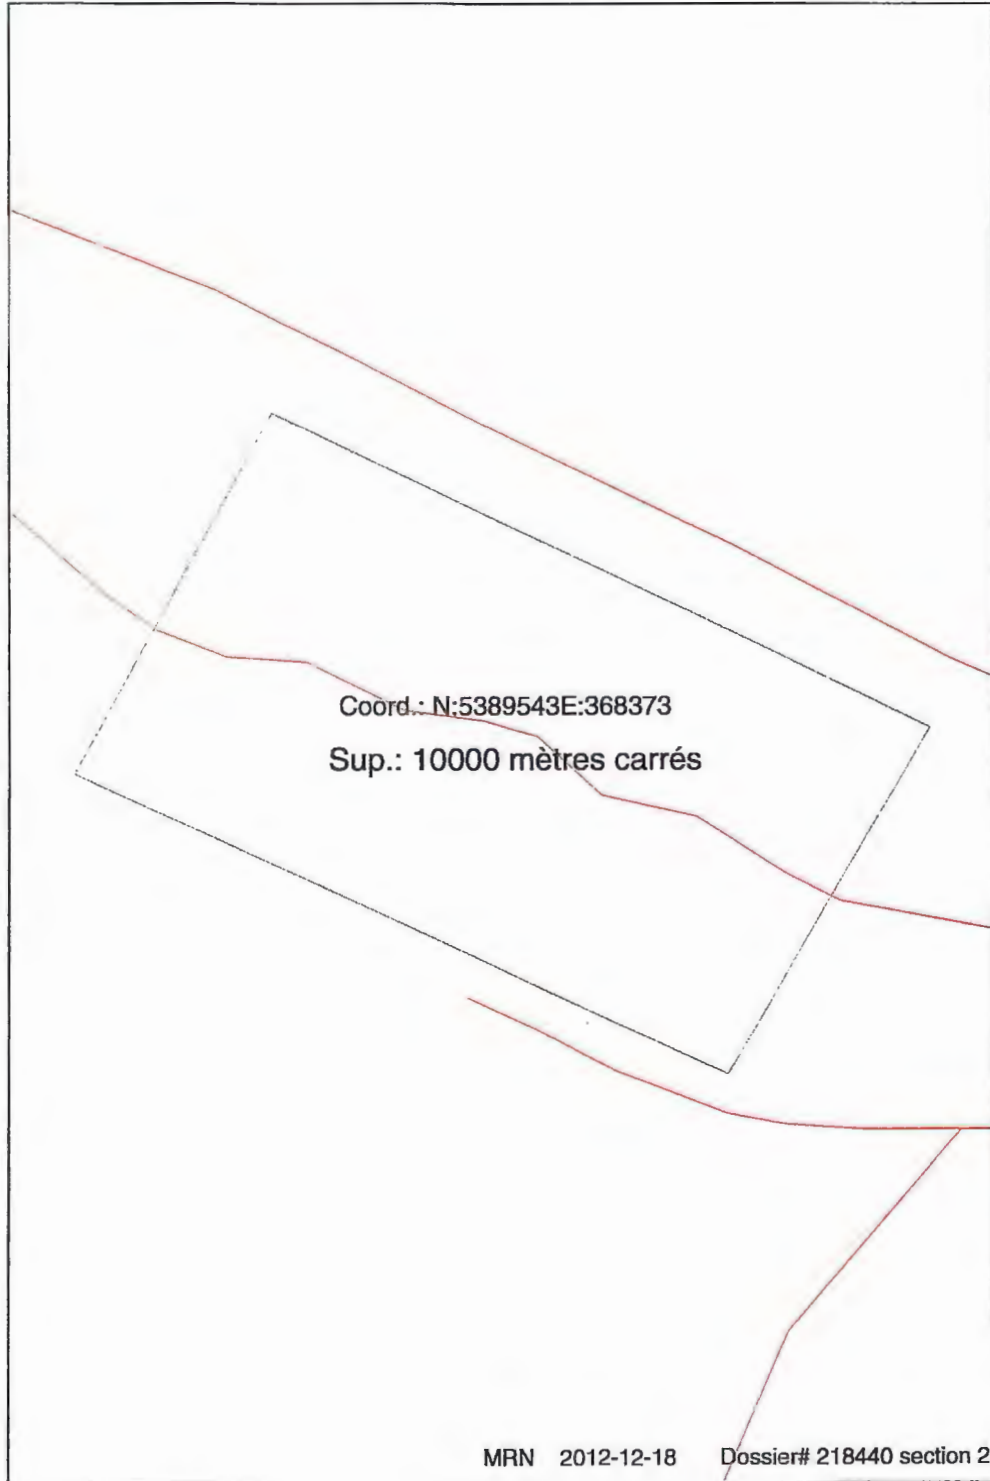 Coord.: N:5389543E:368373
Sup.: 10000 mètres carrés
MRN 2012-12-18 Dossier# 218440 section 2